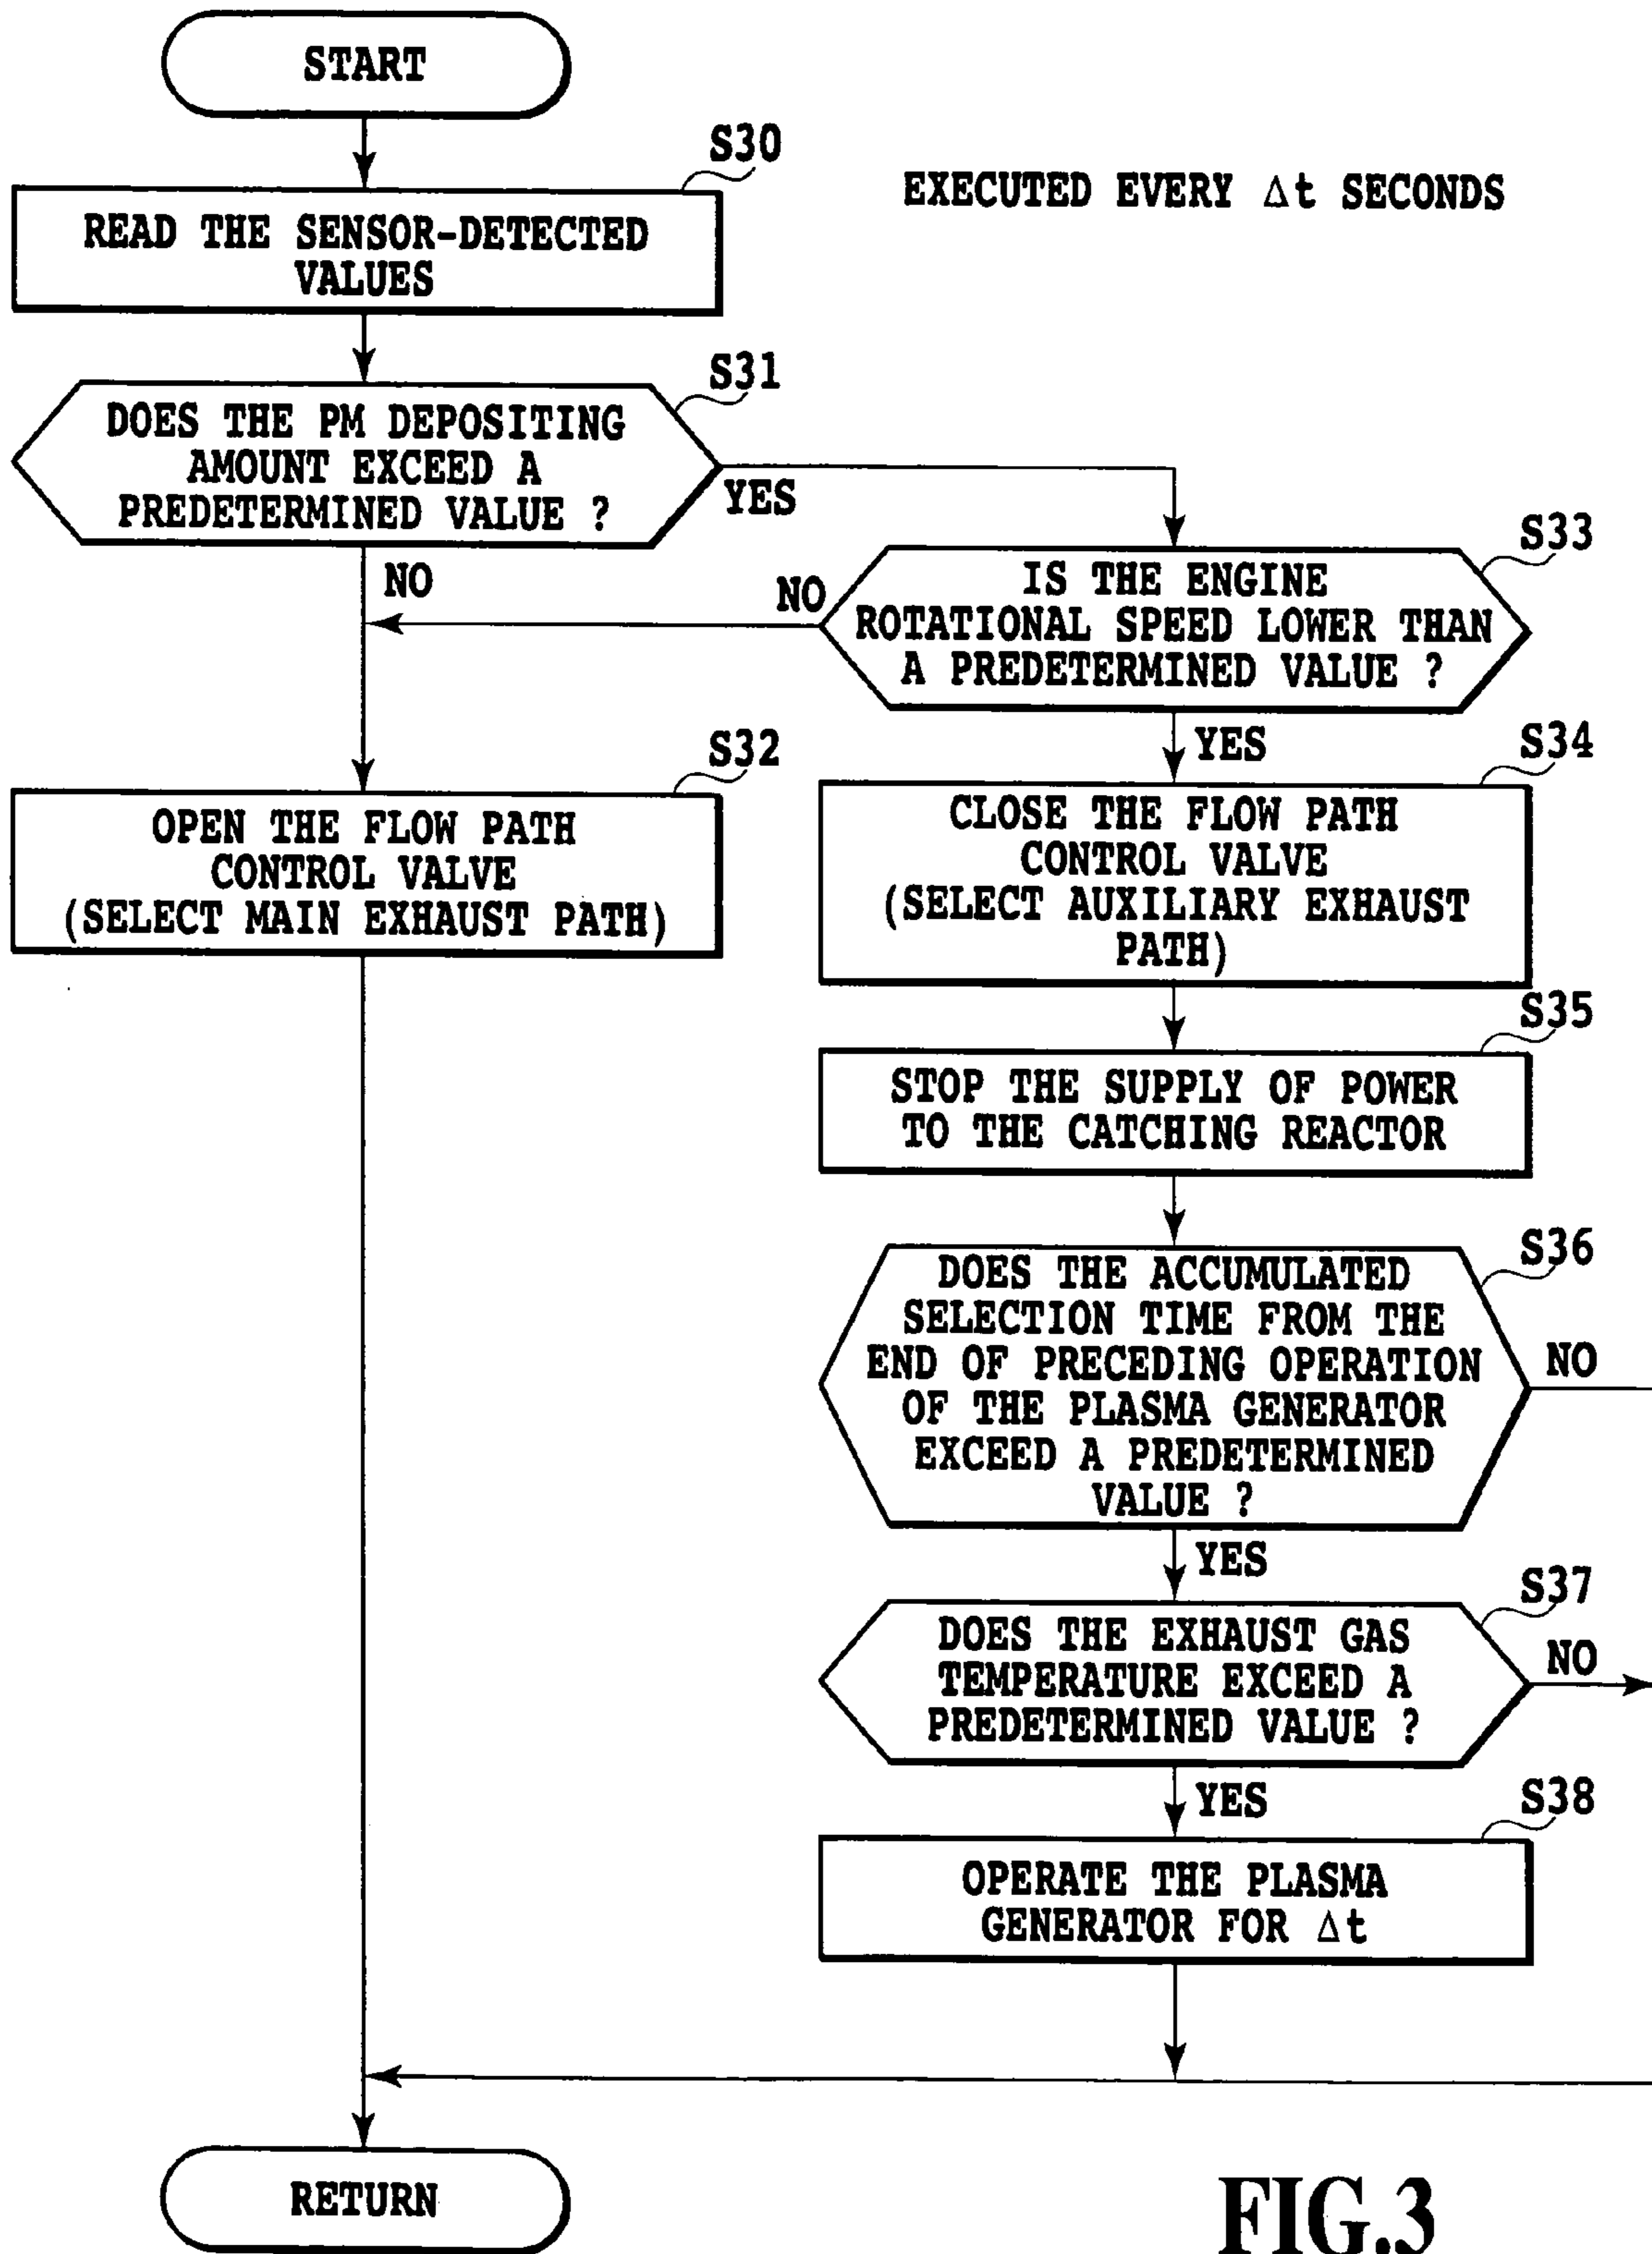 START
S30
EXECUTED EVERY Δt SECONDS
READ THE SENSOR-DETECTED
VALUES
S31
DOES THE PM DEPOSITING
AMOUNT EXCEED A
PREDETERMINED VALUE ?
YES
NO
S33
NO
IS THE ENGINE
ROTATIONAL SPEED LOWER THAN
A PREDETERMINED VALUE ?
YES
S32
OPEN THE FLOW PATH
CONTROL VALVE
(SELECT MAIN EXHAUST PATH)
S34
CLOSE THE FLOW PATH
CONTROL VALVE
(SELECT AUXILIARY EXHAUST
PATH)
S35
STOP THE SUPPLY OF POWER
TO THE CATCHING REACTOR
S36
DOES THE ACCUMULATED
SELECTION TIME FROM THE
END OF PRECEDING OPERATION
OF THE PLASMA GENERATOR
EXCEED A PREDETERMINED
VALUE ?
NO
YES
S37
DOES THE EXHAUST GAS
TEMPERATURE EXCEED A
PREDETERMINED VALUE ?
NO
YES
S38
OPERATE THE PLASMA
GENERATOR FOR Δt
RETURN
FIG.3